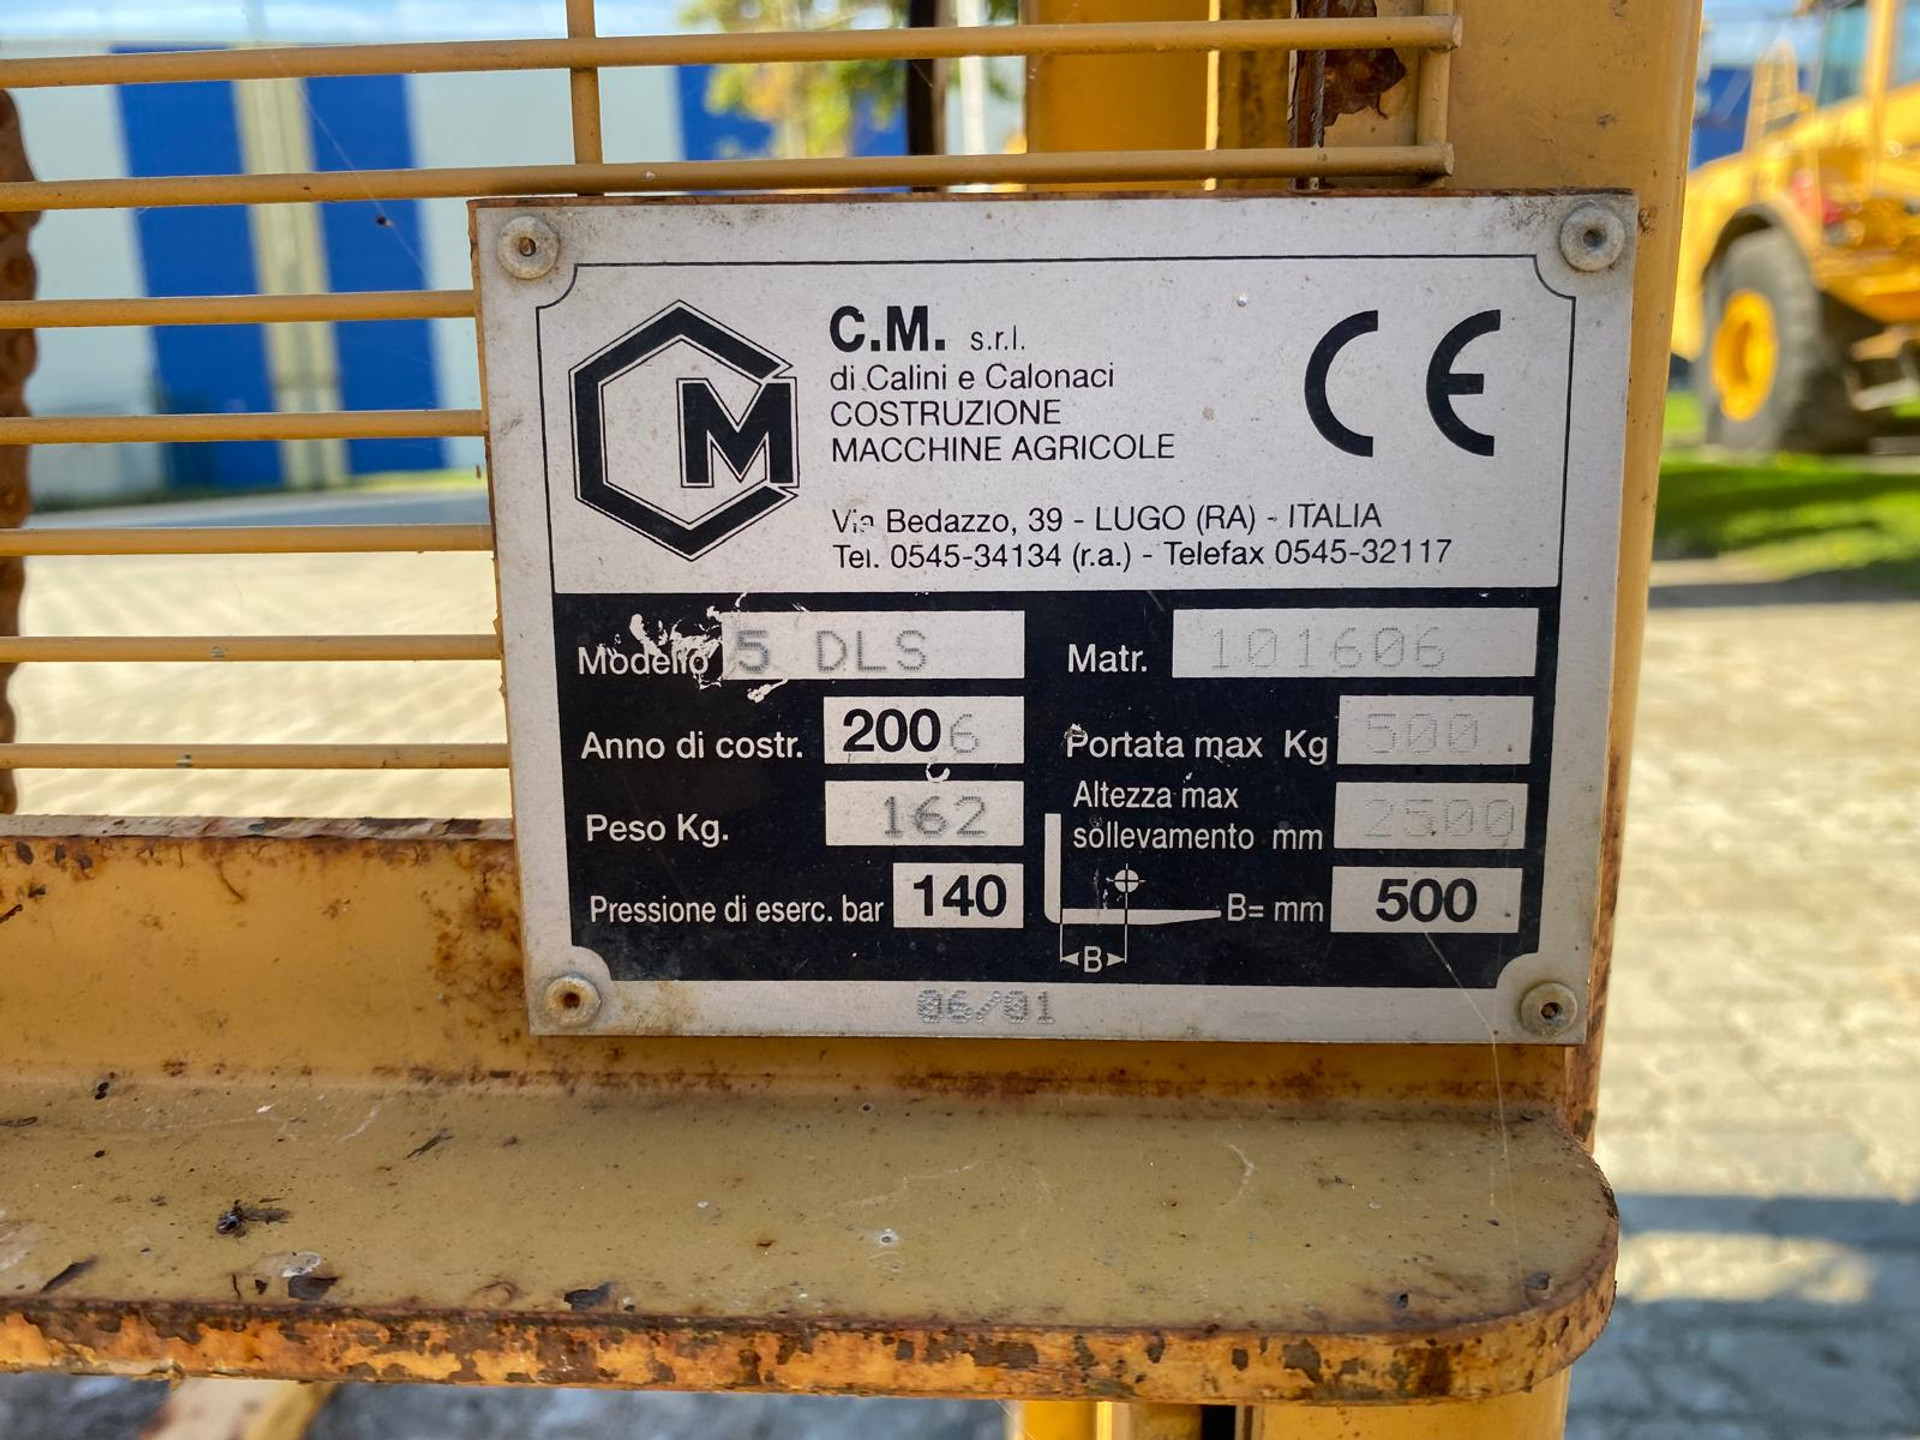 CM
C.M. s.r.l.
di Calini e Calonaci
COSTRUZIONE
MACCHINE AGRICOLE
CE
Via Bedazzo, 39 - LUGO (RA) - ITALIA
Tel. 0545-34134 (r.a.) - Telefax 0545-32117
Modello 5 DLS
Matr. 101606
Anno di costr. 2006
Portata max Kg 500
Peso Kg. 162
Altezza max
sollevamento mm 2500
Pressione di eserc. bar 140
B= mm 500
B
06/01